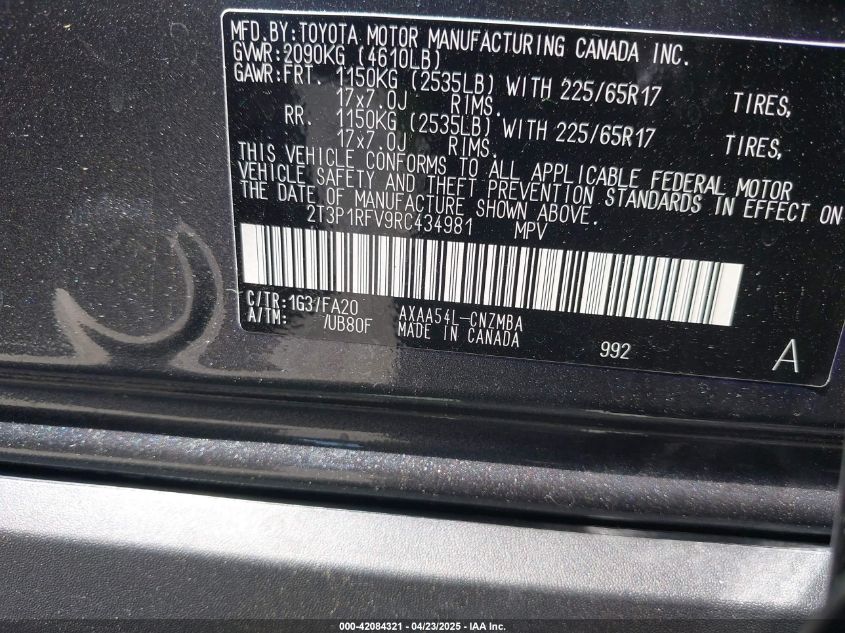 MFD.BY:TOYOTA MOTOR MANUFACTURING CANADA INC.
GVWR:2090KG (4610LB)
GAWR:FRT. 1150KG (2535LB) WITH 225/65R17 TIRES,
17x7.0J RIMS.
RR. 1150KG (2535LB) WITH 225/65R17 TIRES,
17x7.0J RIMS.
THIS VEHICLE CONFORMS TO ALL APPLICABLE FEDERAL MOTOR
VEHICLE SAFETY AND THEFT PREVENTION STANDARDS IN EFFECT ON
THE DATE OF MANUFACTURE SHOWN ABOVE.
2T3P1RFV9RC434981 MPV
C/TR:1G3/FA20 AXAA54L-CNZMBA
A/TM: /UB80F MADE IN CANADA
992 A
000-42084321 | 04/23/2025 | IAA Inc.